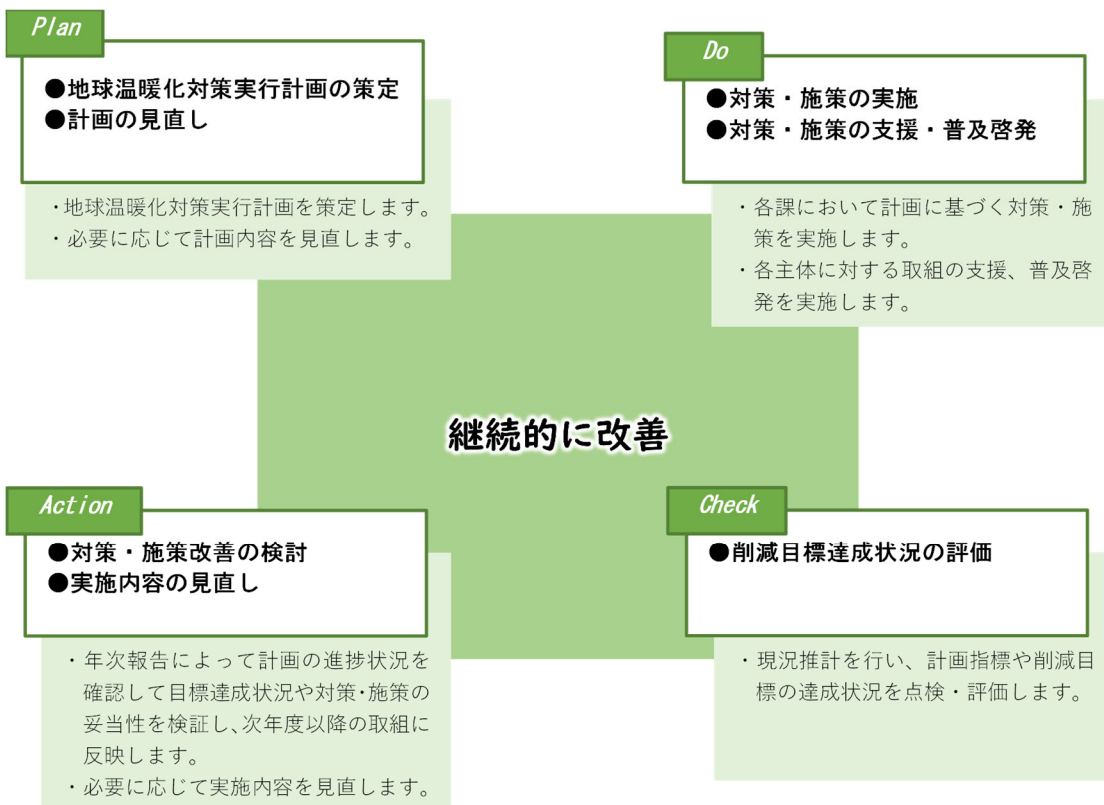 Plan
●地球温暖化対策実行計画の策定
●計画の見直し
・地球温暖化対策実行計画を策定します。
・必要に応じて計画内容を見直します。
Do
●対策・施策の実施
●対策・施策の支援・普及啓発
・各課において計画に基づく対策・施
策を実施します。
・各主体に対する取組の支援、普及啓
発を実施します。
継続的に改善
Action
●対策・施策改善の検討
●実施内容の見直し
・年次報告によって計画の進捗状況を
確認して目標達成状況や対策・施策の
妥当性を検証し、次年度以降の取組に
反映します。
・必要に応じて実施内容を見直します。
Check
●削減目標達成状況の評価
・現況推計を行い、計画指標や削減目
標の達成状況を点検・評価します。